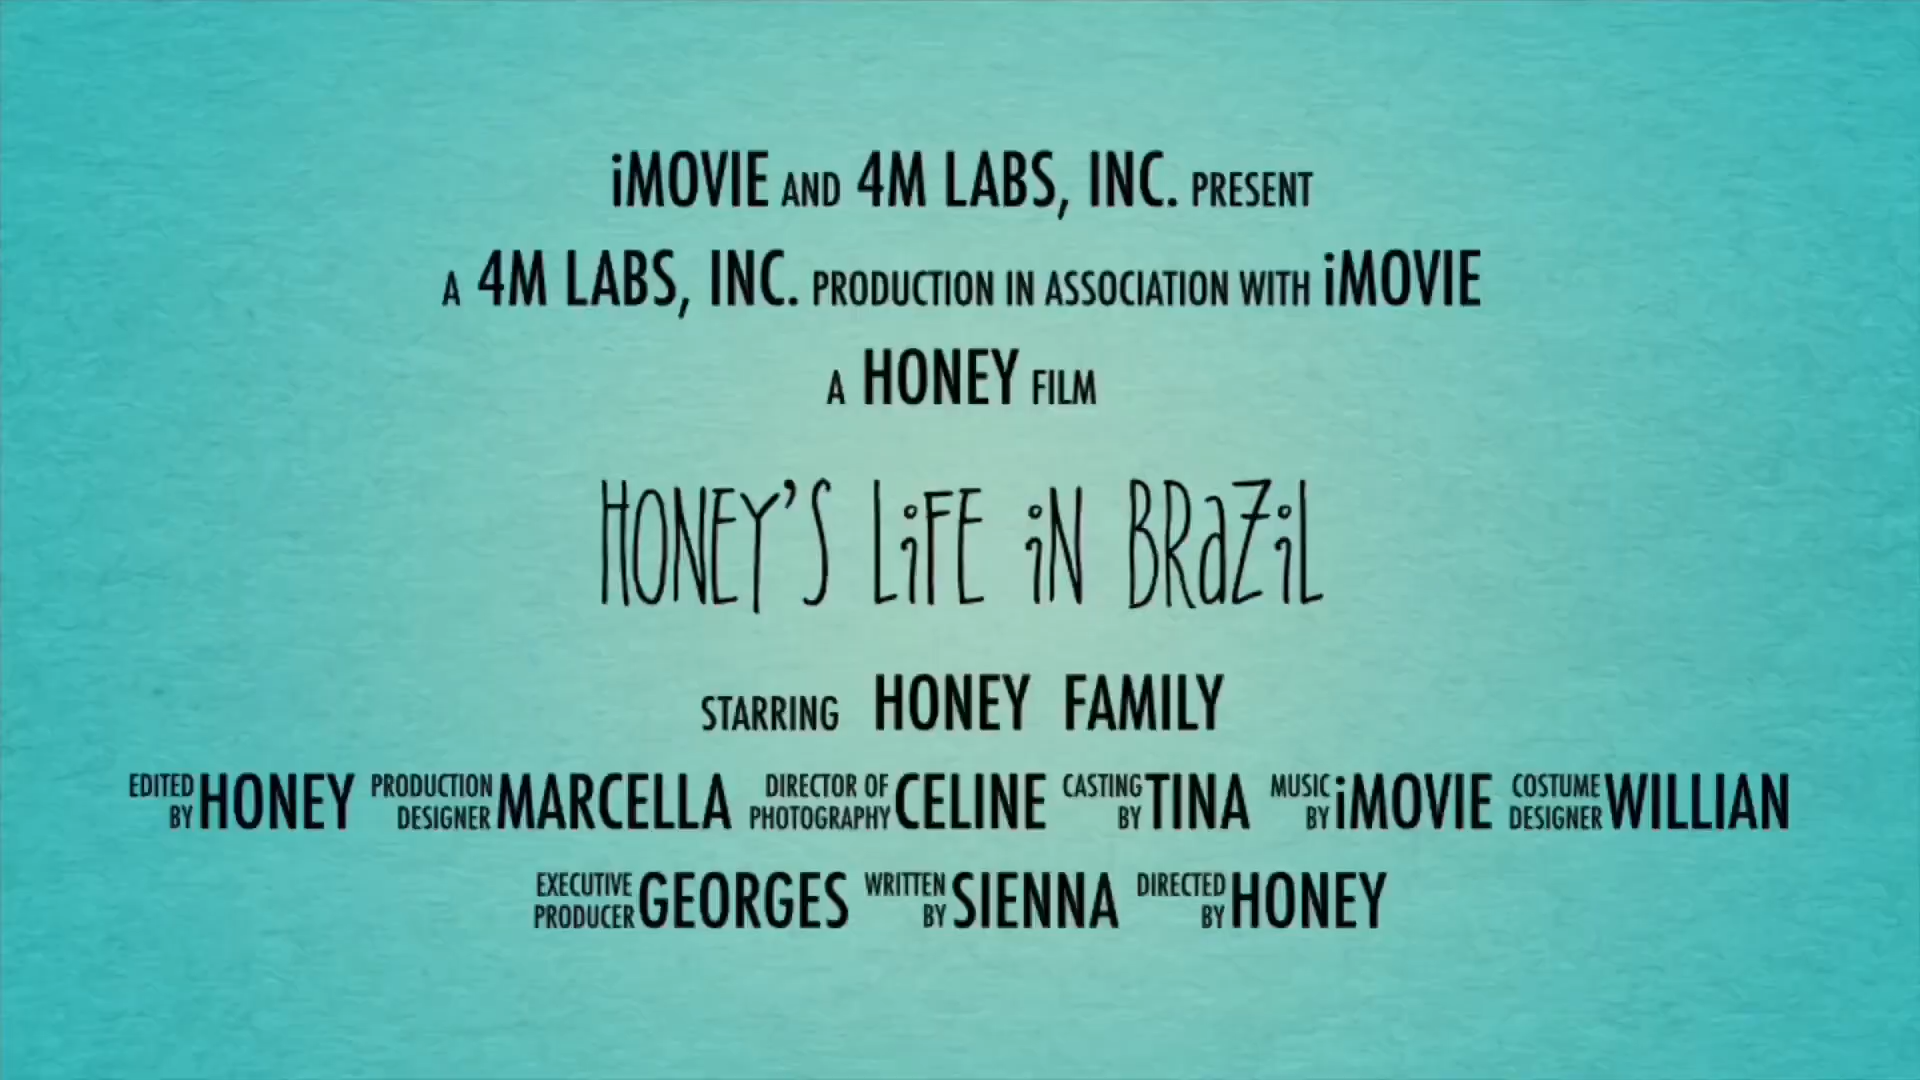 iMOVIE AND 4M LABS, INC. PRESENT
A 4M LABS, INC. PRODUCTION IN ASSOCIATION WITH iMOVIE
A HONEY FILM
HONEY'S LiFE iN BRaZiL
STARRING HONEY FAMILY
EDITED BY HONEY PRODUCTION DESIGNER MARCELLA DIRECTOR OF PHOTOGRAPHY CELINE CASTING BY TINA MUSIC BY iMOVIE COSTUME DESIGNER WILLIAN
EXECUTIVE PRODUCER GEORGES WRITTEN BY SIENNA DIRECTED BY HONEY